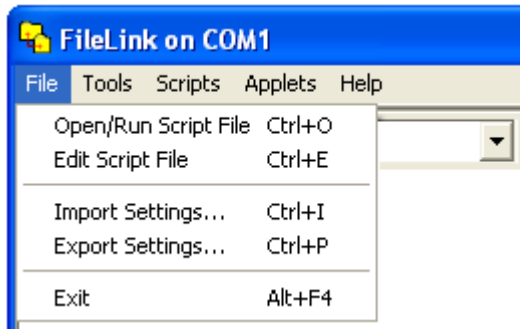 FileLink on COM1
File Tools Scripts Applets Help
Open/Run Script File Ctrl+O
Edit Script File Ctrl+E
Import Settings... Ctrl+I
Export Settings... Ctrl+P
Exit Alt+F4